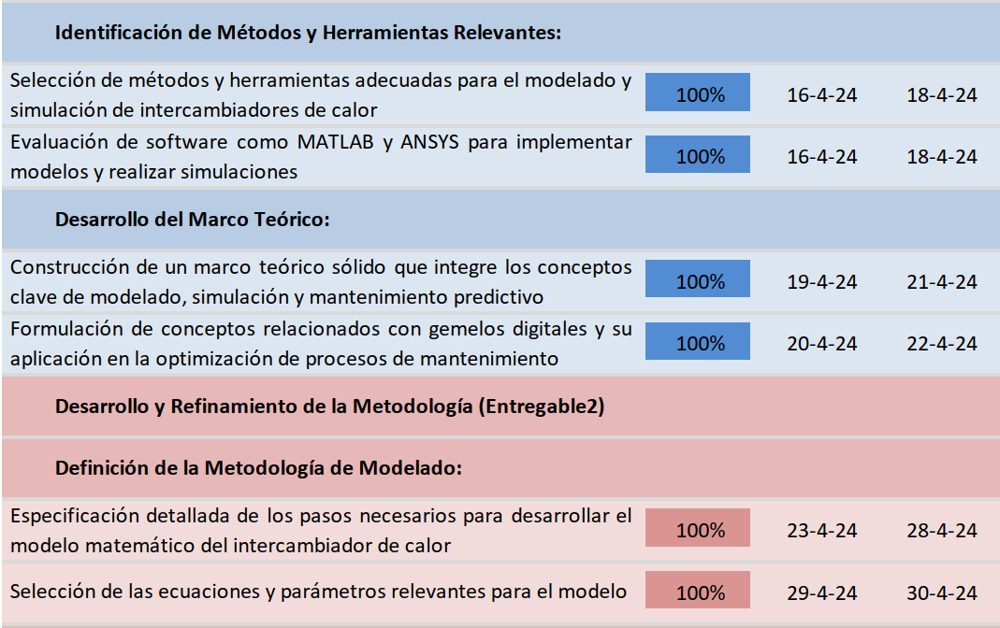 Identificación de Métodos y Herramientas Relevantes:
Selección de métodos y herramientas adecuadas para el modelado y
simulación de intercambiadores de calor
100% 16-4-24 18-4-24
Evaluación de software como MATLAB y ANSYS para implementar
modelos y realizar simulaciones
100% 16-4-24 18-4-24
Desarrollo del Marco Teórico:
Construcción de un marco teórico sólido que integre los conceptos
clave de modelado, simulación y mantenimiento predictivo
100% 19-4-24 21-4-24
Formulación de conceptos relacionados con gemelos digitales y su
aplicación en la optimización de procesos de mantenimiento
100% 20-4-24 22-4-24
Desarrollo y Refinamiento de la Metodología (Entregable2)
Definición de la Metodología de Modelado:
Especificación detallada de los pasos necesarios para desarrollar el
modelo matemático del intercambiador de calor
100% 23-4-24 28-4-24
Selección de las ecuaciones y parámetros relevantes para el modelo 100% 29-4-24 30-4-24